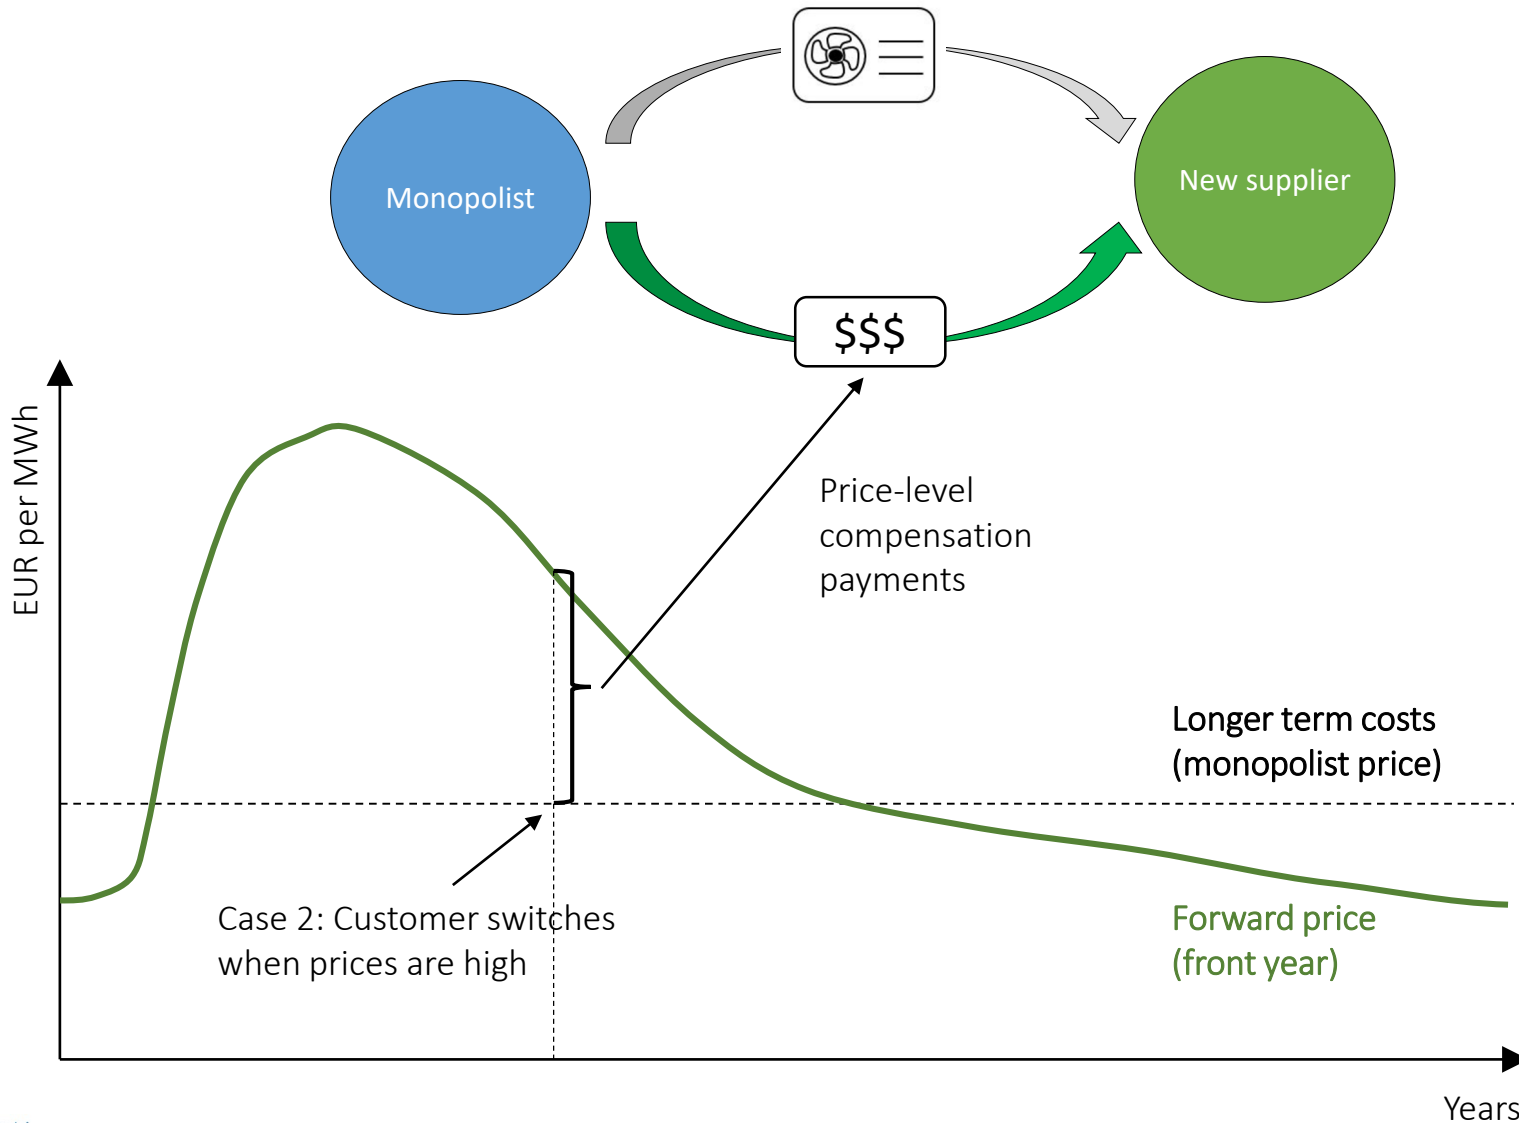 Monopolist
New supplier
$$$
EUR per MWh
Price-level
compensation
payments
Longer term costs
(monopolist price)
Case 2: Customer switches
when prices are high
Forward price
(front year)
Years